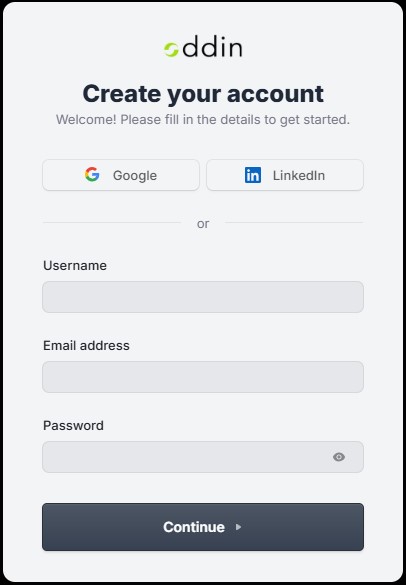 oddin
Create your account
Welcome! Please fill in the details to get started.
Google
in LinkedIn
or
Username
Email address
Password
Continue